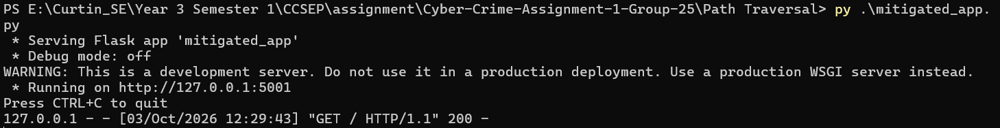 PS E:\Curtin_SE\Year 3 Semester 1\CCSEP\assignment\Cyber-Crime-Assignment-1-Group-25\Path Traversal> py .\mitigated_app.
py
 * Serving Flask app 'mitigated_app'
 * Debug mode: off
WARNING: This is a development server. Do not use it in a production deployment. Use a production WSGI server instead.
 * Running on http://127.0.0.1:5001
Press CTRL+C to quit
127.0.0.1 - - [03/Oct/2026 12:29:43] "GET / HTTP/1.1" 200 -